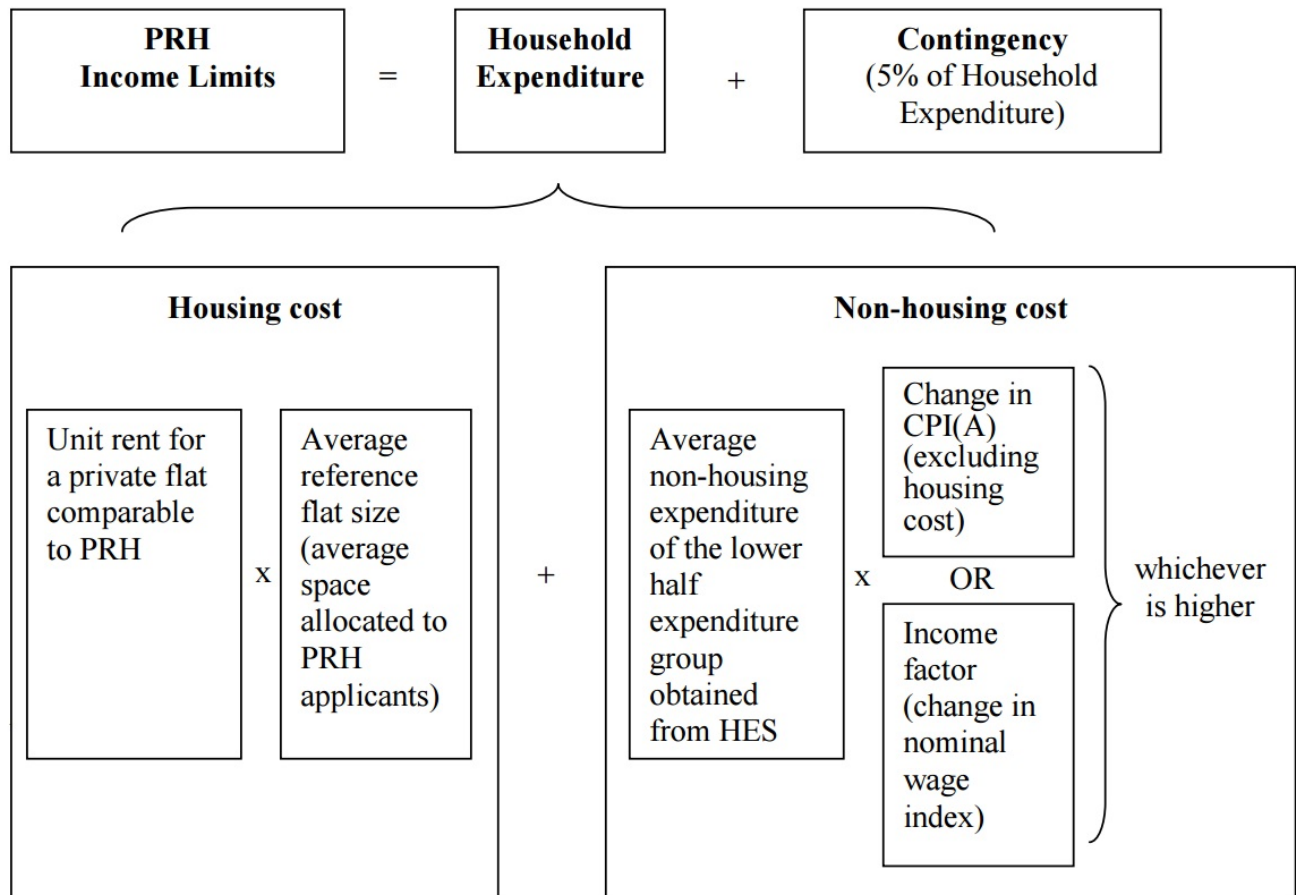 PRH
Income Limits
=
Household
Expenditure
+
Contingency
(5% of Household
Expenditure)
Housing cost
Unit rent for
a private flat
comparable
to PRH
x
Average
reference
flat size
(average
space
allocated to
PRH
applicants)
+
Non-housing cost
Average
non-housing
expenditure
of the lower
half
expenditure
group
obtained
from HES
x
Change in
CPI(A)
(excluding
housing
cost)
OR
Income
factor
(change in
nominal
wage
index)
whichever
is higher